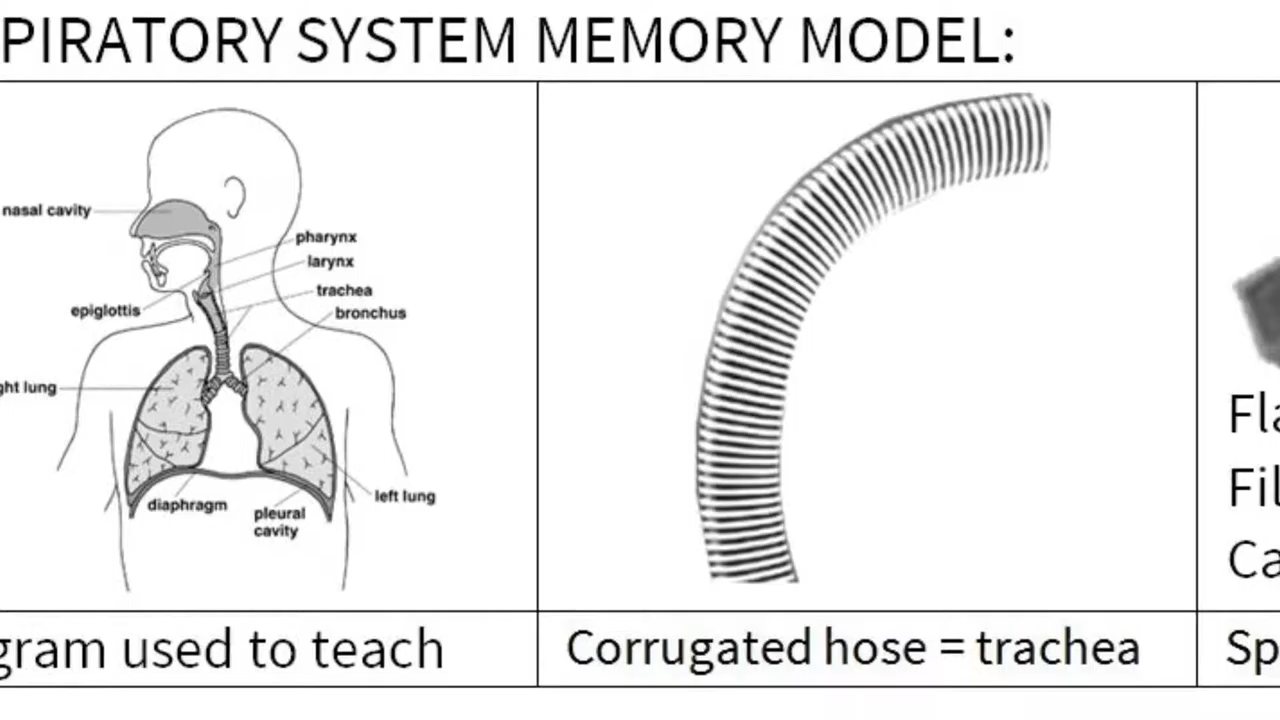 PIRATORY SYSTEM MEMORY MODEL:
nasal cavity
pharynx
larynx
trachea
epiglottis
bronchus
ght lung
left lung
diaphragm
pleural
cavity
Fla
Fil
Ca
gram used to teach
Corrugated hose = trachea
Sp